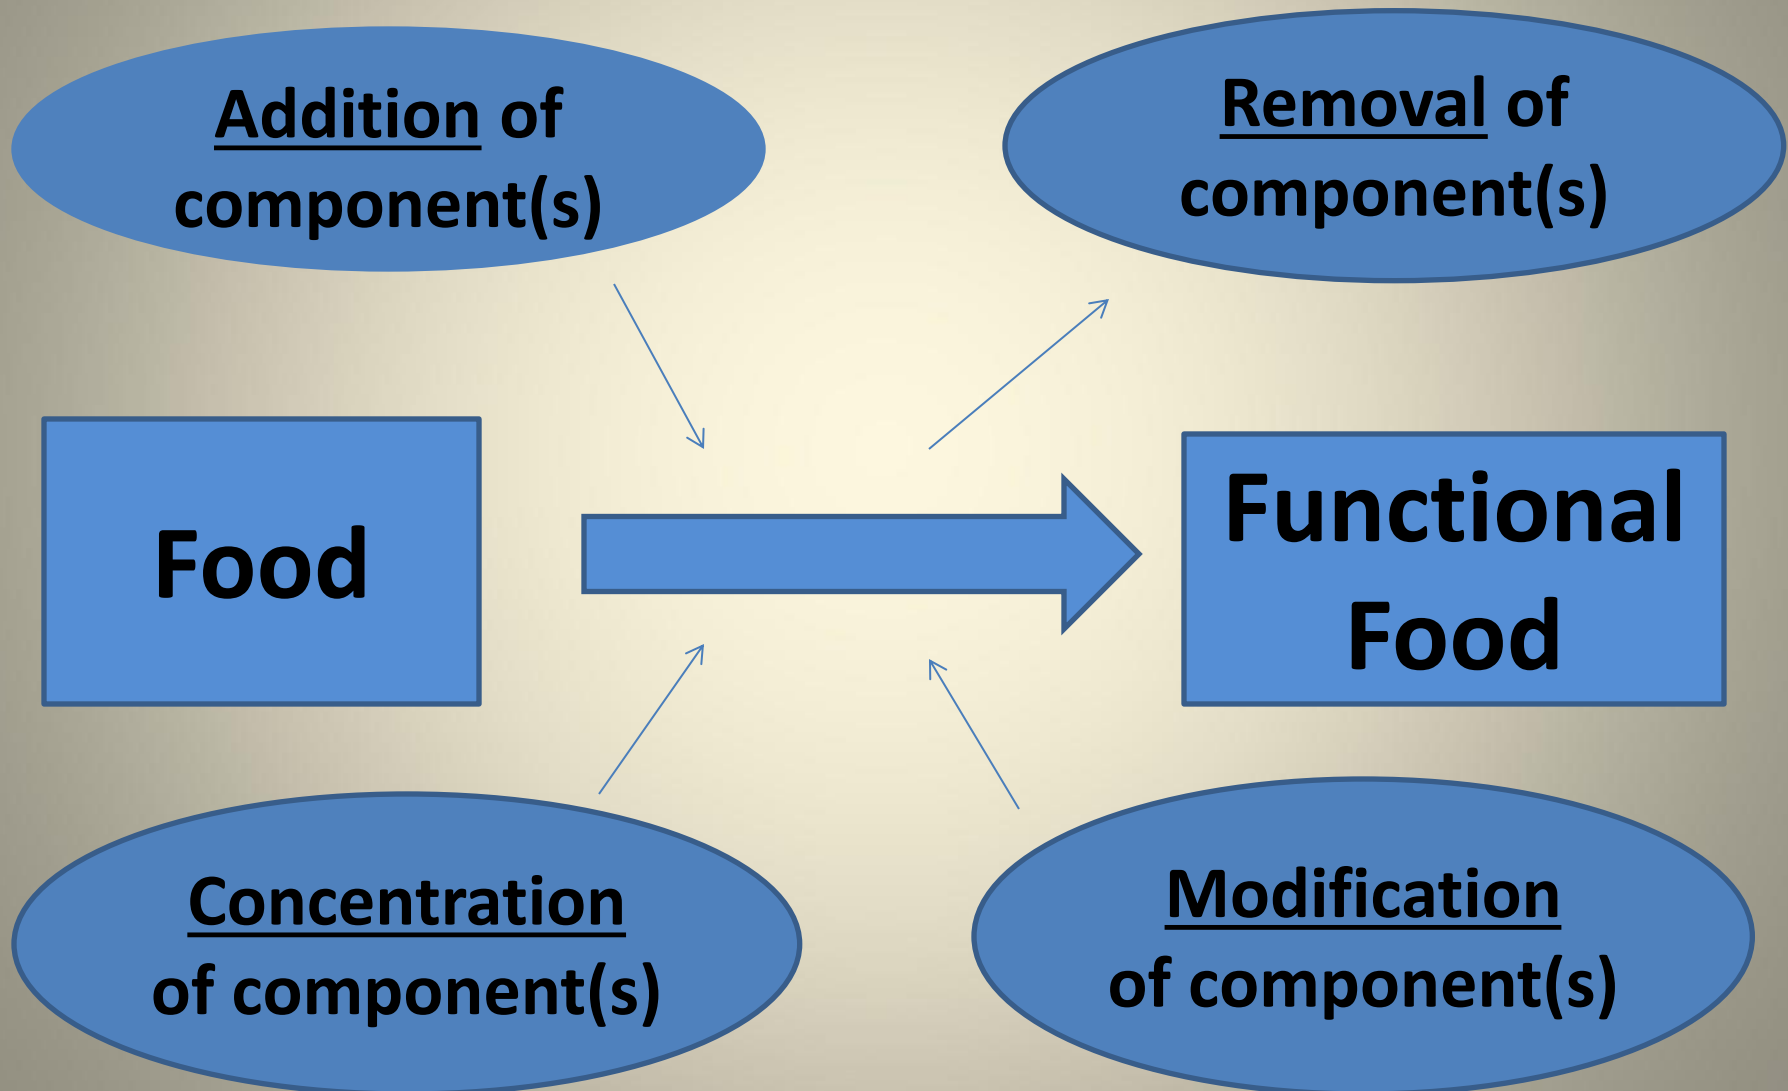 Addition of
component(s)
Removal of
component(s)
Food
Functional
Food
Concentration
of component(s)
Modification
of component(s)